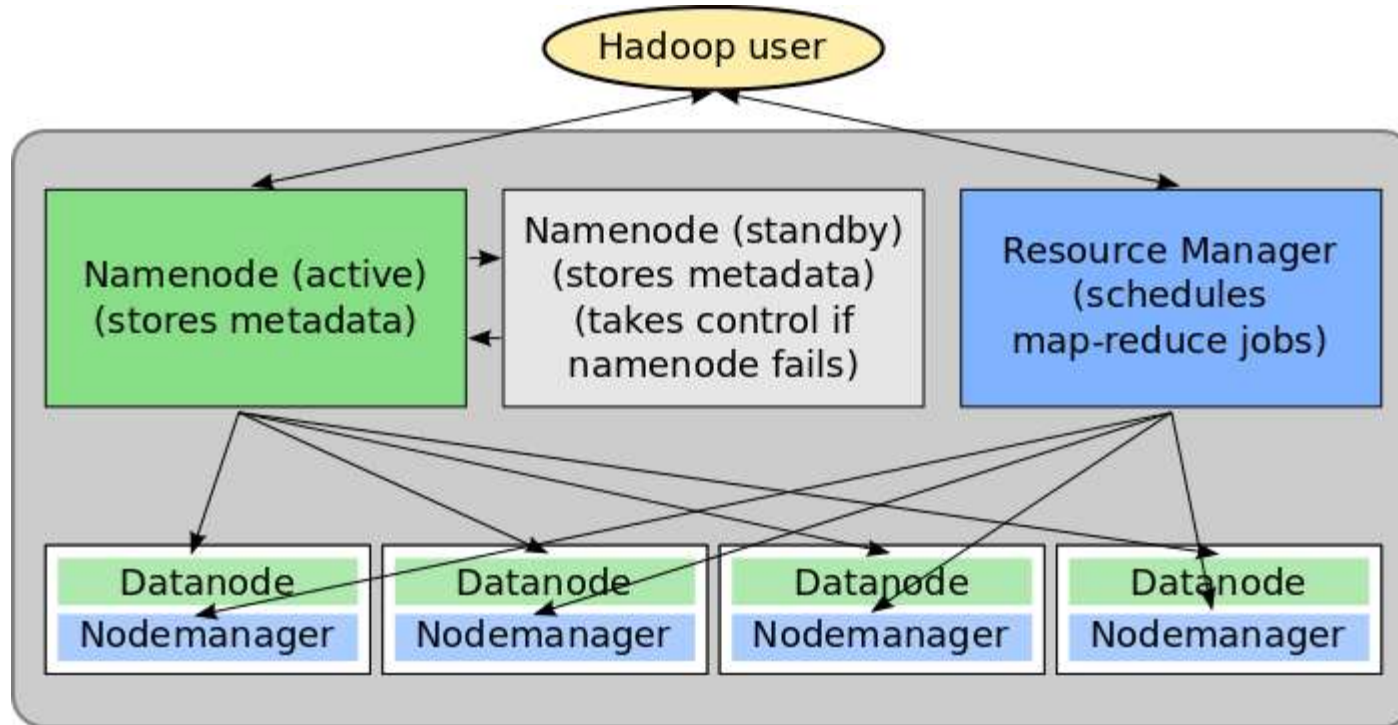 Hadoop user
Namenode (active)
(stores metadata)
Namenode (standby)
(stores metadata)
(takes control if
namenode fails)
Resource Manager
(schedules
map-reduce jobs)
Datanode
Nodemanager
Datanode
Nodemanager
Datanode
Nodemanager
Datanode
Nodemanager